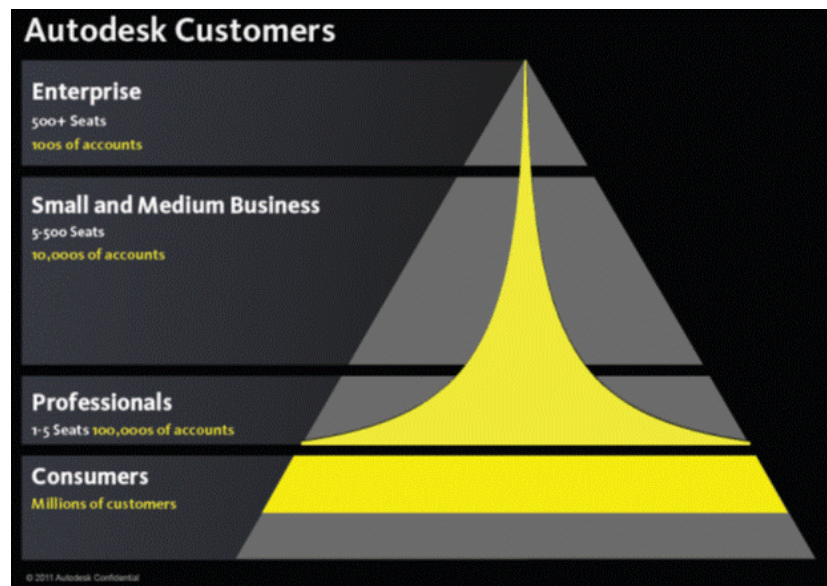 Autodesk Customers
Enterprise
500+ Seats
100s of accounts
Small and Medium Business
5-500 Seats
10,000s of accounts
Professionals
1-5 Seats 100,000s of accounts
Consumers
Millions of customers
© 2011 Autodesk Confidential